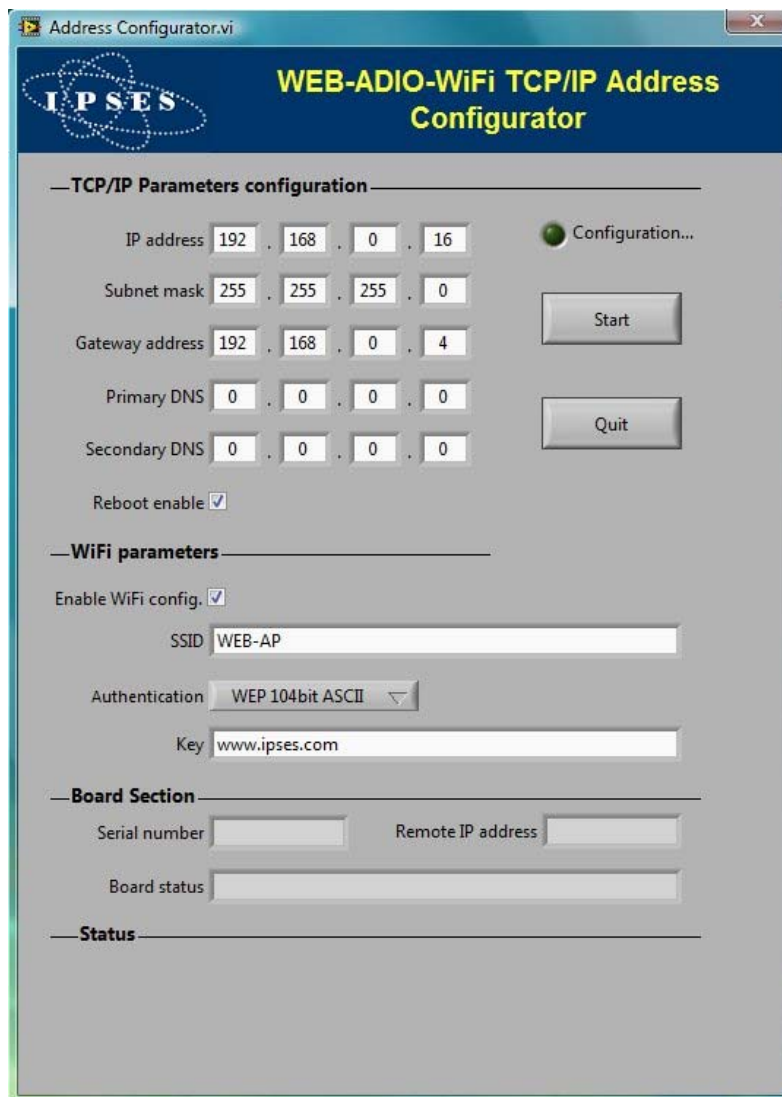 Address Configurator.vi
IPSES
WEB-ADIO-WiFi TCP/IP Address
Configurator
TCP/IP Parameters configuration
IP address 192 . 168 . 0 . 16
Configuration...
Subnet mask 255 . 255 . 255 . 0
Start
Gateway address 192 . 168 . 0 . 4
Primary DNS 0 . 0 . 0 . 0
Quit
Secondary DNS 0 . 0 . 0 . 0
Reboot enable
WiFi parameters
Enable WiFi config.
SSID WEB-AP
Authentication WEP 104bit ASCII
Key www.ipses.com
Board Section
Serial number Remote IP address
Board status
Status